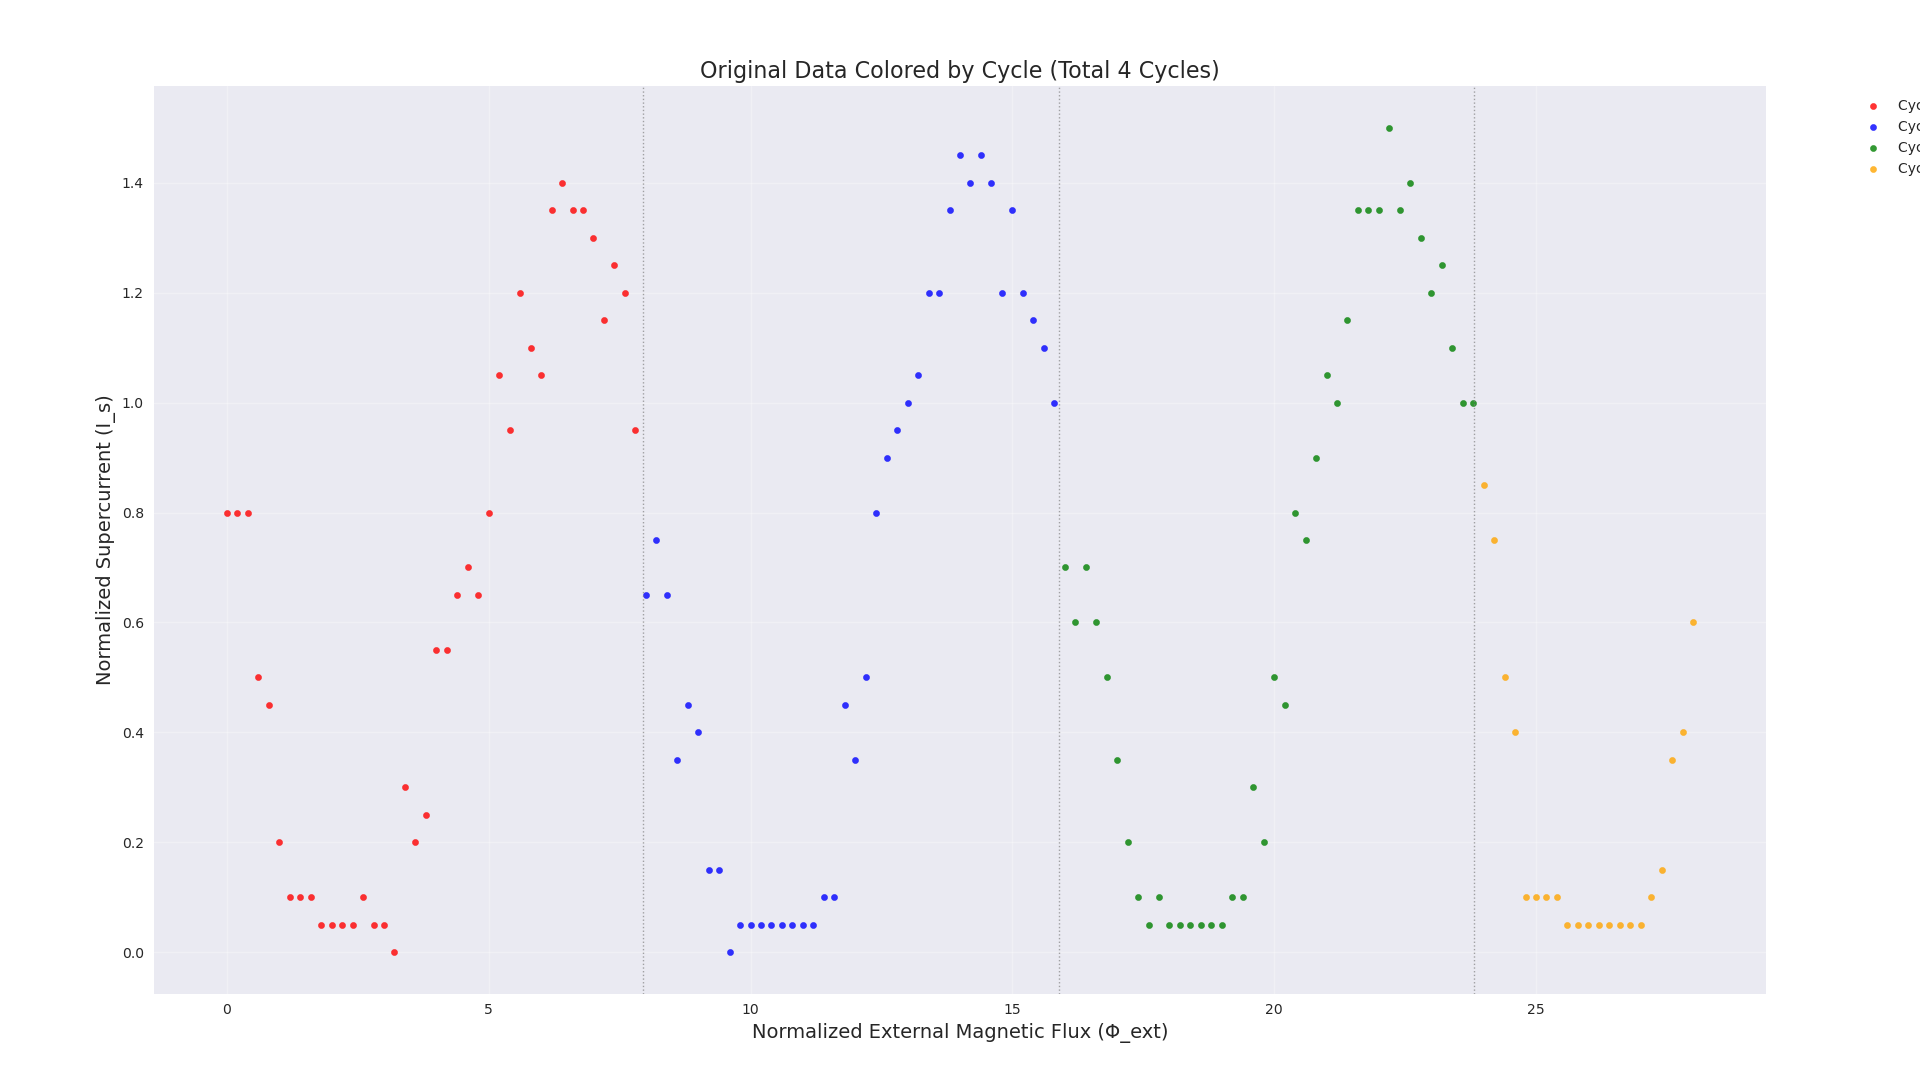 Original Data Colored by Cycle (Total 4 Cycles)
Cyc
Cyc
Cyc
Cyc
Normalized Supercurrent (I_s)
1.4
1.2
1.0
0.8
0.6
0.4
0.2
0.0
0 5 10 15 20 25
Normalized External Magnetic Flux (Φ_ext)